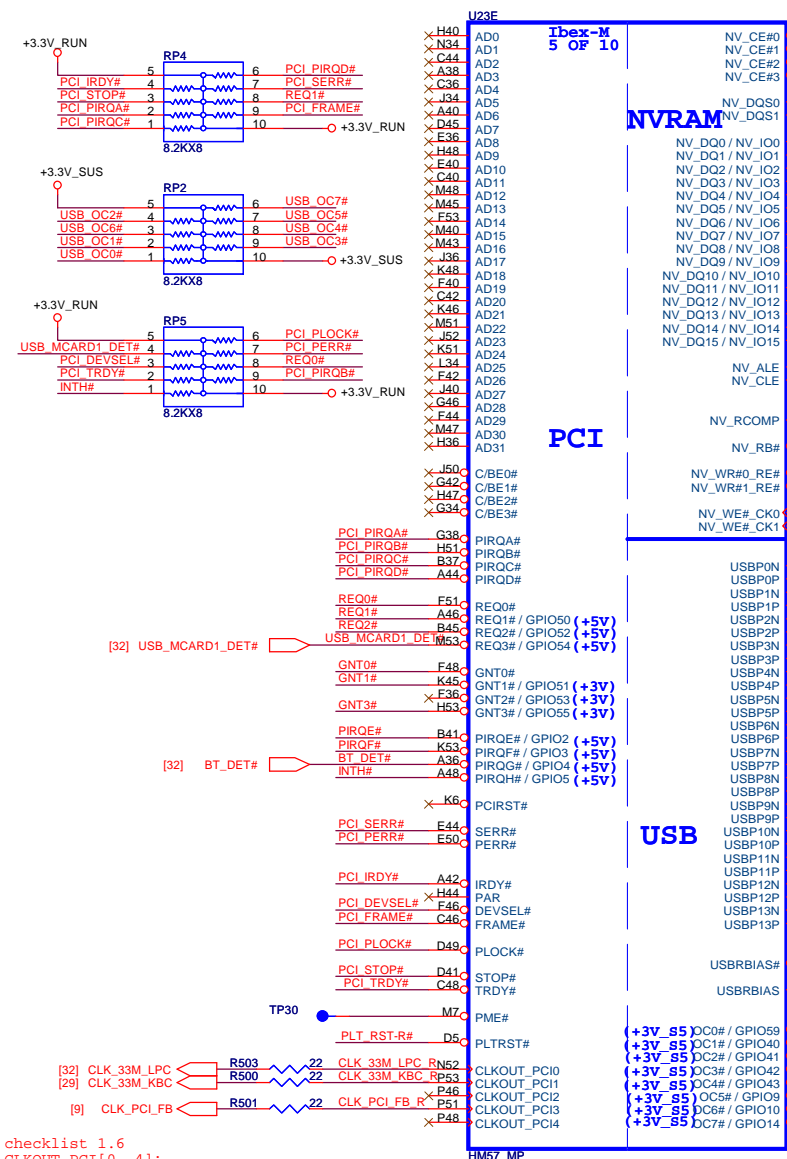 U23E
+3.3V_RUN
RP4
5 6 PCI_PIRQD#
PCI_IRDY# 4 7 PCI_SERR#
PCI_STOP# 3 8 REQ1#
PCI_PIRQA# 2 9 PCI_FRAME#
PCI_PIRQC# 1 10 +3.3V_RUN
8.2KX8
+3.3V_SUS
RP2
5 6 USB_OC7#
USB_OC2# 4 7 USB_OC5#
USB_OC6# 3 8 USB_OC4#
USB_OC1# 2 9 USB_OC3#
USB_OC0# 1 10 +3.3V_SUS
8.2KX8
+3.3V_RUN
RP5
5 6 PCI_PLOCK#
USB_MCARD1_DET# 4 7 PCI_PERR#
PCI_DEVSEL# 3 8 REQ0#
PCI_TRDY# 2 9 PCI_PIRQB#
INTH# 1 10 +3.3V_RUN
8.2KX8
Ibex-M
5 OF 10
H40 AD0
N34 AD1
C44 AD2
A38 AD3
C36 AD4
J34 AD5
A40 AD6
D45 AD7
E36 AD8
H48 AD9
E40 AD10
C40 AD11
M48 AD12
M45 AD13
F53 AD14
M40 AD15
M43 AD16
J36 AD17
K48 AD18
F40 AD19
C42 AD20
K46 AD21
M51 AD22
J52 AD23
K51 AD24
L34 AD25
F42 AD26
J40 AD27
G46 AD28
F44 AD29
M47 AD30
H36 AD31
PCI
J50 C/BE0#
G42 C/BE1#
H47 C/BE2#
G34 C/BE3#
PCI_PIRQA# G38 PIRQA#
PCI_PIRQB# H51 PIRQB#
PCI_PIRQC# B37 PIRQC#
PCI_PIRQD# A44 PIRQD#
REQ0# F51 REQ0#
REQ1# A46 REQ1# / GPIO50 (+5V)
REQ2# B45 REQ2# / GPIO52 (+5V)
[32] USB_MCARD1_DET# USB_MCARD1_DET# M53 REQ3# / GPIO54 (+5V)
GNT0# F48 GNT0#
GNT1# K45 GNT1# / GPIO51 (+3V)
F36 GNT2# / GPIO53 (+3V)
GNT3# H53 GNT3# / GPIO55 (+3V)
PIRQE# B41 PIRQE# / GPIO2 (+5V)
PIRQF# K53 PIRQF# / GPIO3 (+5V)
[32] BT_DET# BT_DET# A36 PIRQG# / GPIO4 (+5V)
INTH# A48 PIRQH# / GPIO5 (+5V)
K6 PCIRST#
PCI_SERR# E44 SERR#
PCI_PERR# E50 PERR#
PCI_IRDY# A42 IRDY#
H44 PAR
PCI_DEVSEL# F46 DEVSEL#
PCI_FRAME# C46 FRAME#
PCI_PLOCK# D49 PLOCK#
PCI_STOP# D41 STOP#
PCI_TRDY# C48 TRDY#
TP30 M7 PME#
PLT_RST-R# D5 PLTRST#
[32] CLK_33M_LPC R503 22 CLK_33M_LPC_R N52 CLKOUT_PCI0
[29] CLK_33M_KBC R500 22 CLK_33M_KBC_R P53 CLKOUT_PCI1
P46 CLKOUT_PCI2
[9] CLK_PCI_FB R501 22 CLK_PCI_FB_R P51 CLKOUT_PCI3
P48 CLKOUT_PCI4
NV_CE#0
NV_CE#1
NV_CE#2
NV_CE#3
NV_DQS0
NV_DQS1
NVRAM
NV_DQ0 / NV_IO0
NV_DQ1 / NV_IO1
NV_DQ2 / NV_IO2
NV_DQ3 / NV_IO3
NV_DQ4 / NV_IO4
NV_DQ5 / NV_IO5
NV_DQ6 / NV_IO6
NV_DQ7 / NV_IO7
NV_DQ8 / NV_IO8
NV_DQ9 / NV_IO9
NV_DQ10 / NV_IO10
NV_DQ11 / NV_IO11
NV_DQ12 / NV_IO12
NV_DQ13 / NV_IO13
NV_DQ14 / NV_IO14
NV_DQ15 / NV_IO15
NV_ALE
NV_CLE
NV_RCOMP
NV_RB#
NV_WR#0_RE#
NV_WR#1_RE#
NV_WE#_CK0
NV_WE#_CK1
USBP0N
USBP0P
USBP1N
USBP1P
USBP2N
USBP2P
USBP3N
USBP3P
USBP4N
USBP4P
USBP5N
USBP5P
USBP6N
USBP6P
USBP7N
USBP7P
USBP8N
USBP8P
USBP9N
USBP9P
USB
USBP10N
USBP10P
USBP11N
USBP11P
USBP12N
USBP12P
USBP13N
USBP13P
USBRBIAS#
USBRBIAS
(+3V_S5) OC0# / GPIO59
(+3V_S5) OC1# / GPIO40
(+3V_S5) OC2# / GPIO41
(+3V_S5) OC3# / GPIO42
(+3V_S5) OC4# / GPIO43
(+3V_S5) OC5# / GPIO9
(+3V_S5) OC6# / GPIO10
(+3V_S5) OC7# / GPIO14
checklist 1.6
CLKOUT_PCI[0..4]:
HM57_MP